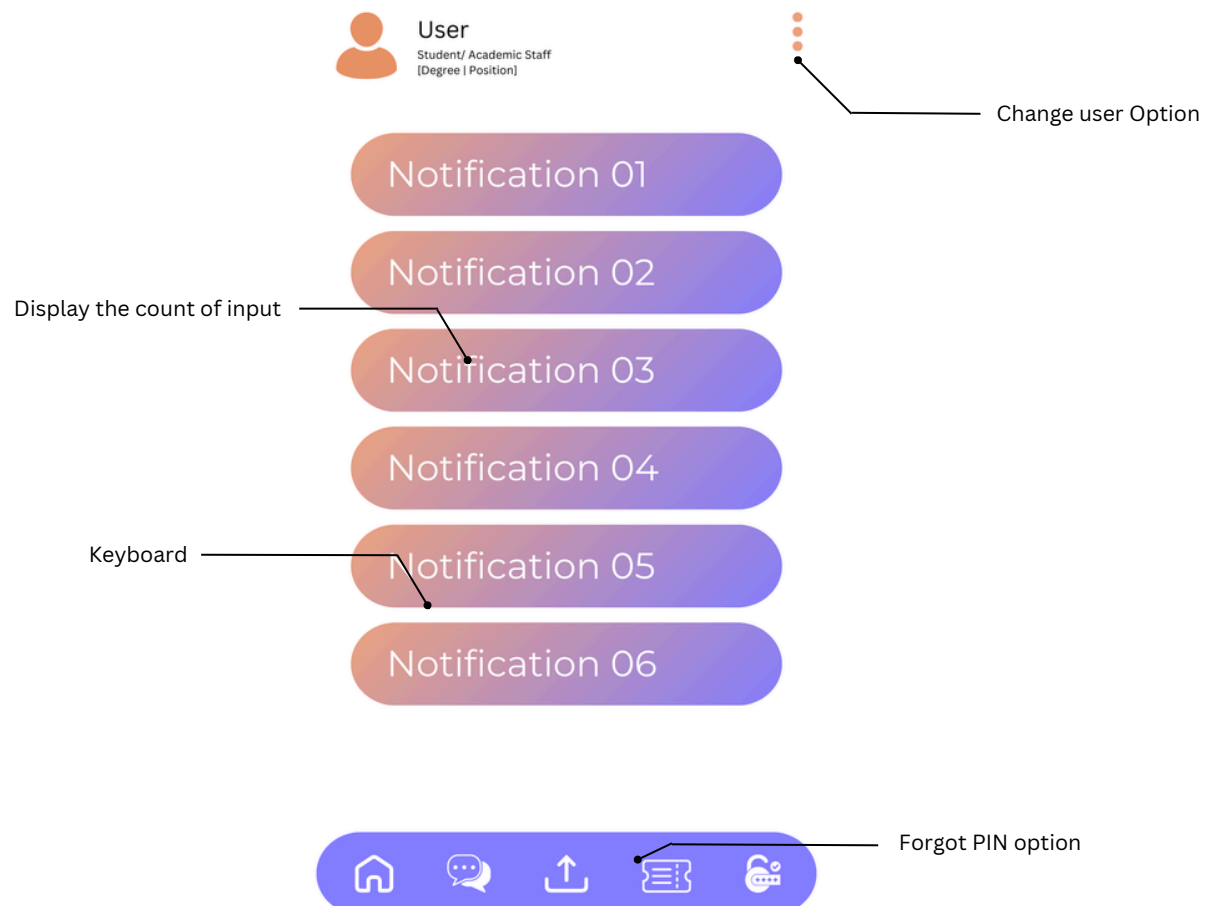 User
Student/ Academic Staff
[Degree | Position]
Change user Option
Notification 01
Notification 02
Display the count of input
Notification 03
Notification 04
Keyboard
Notification 05
Notification 06
Forgot PIN option